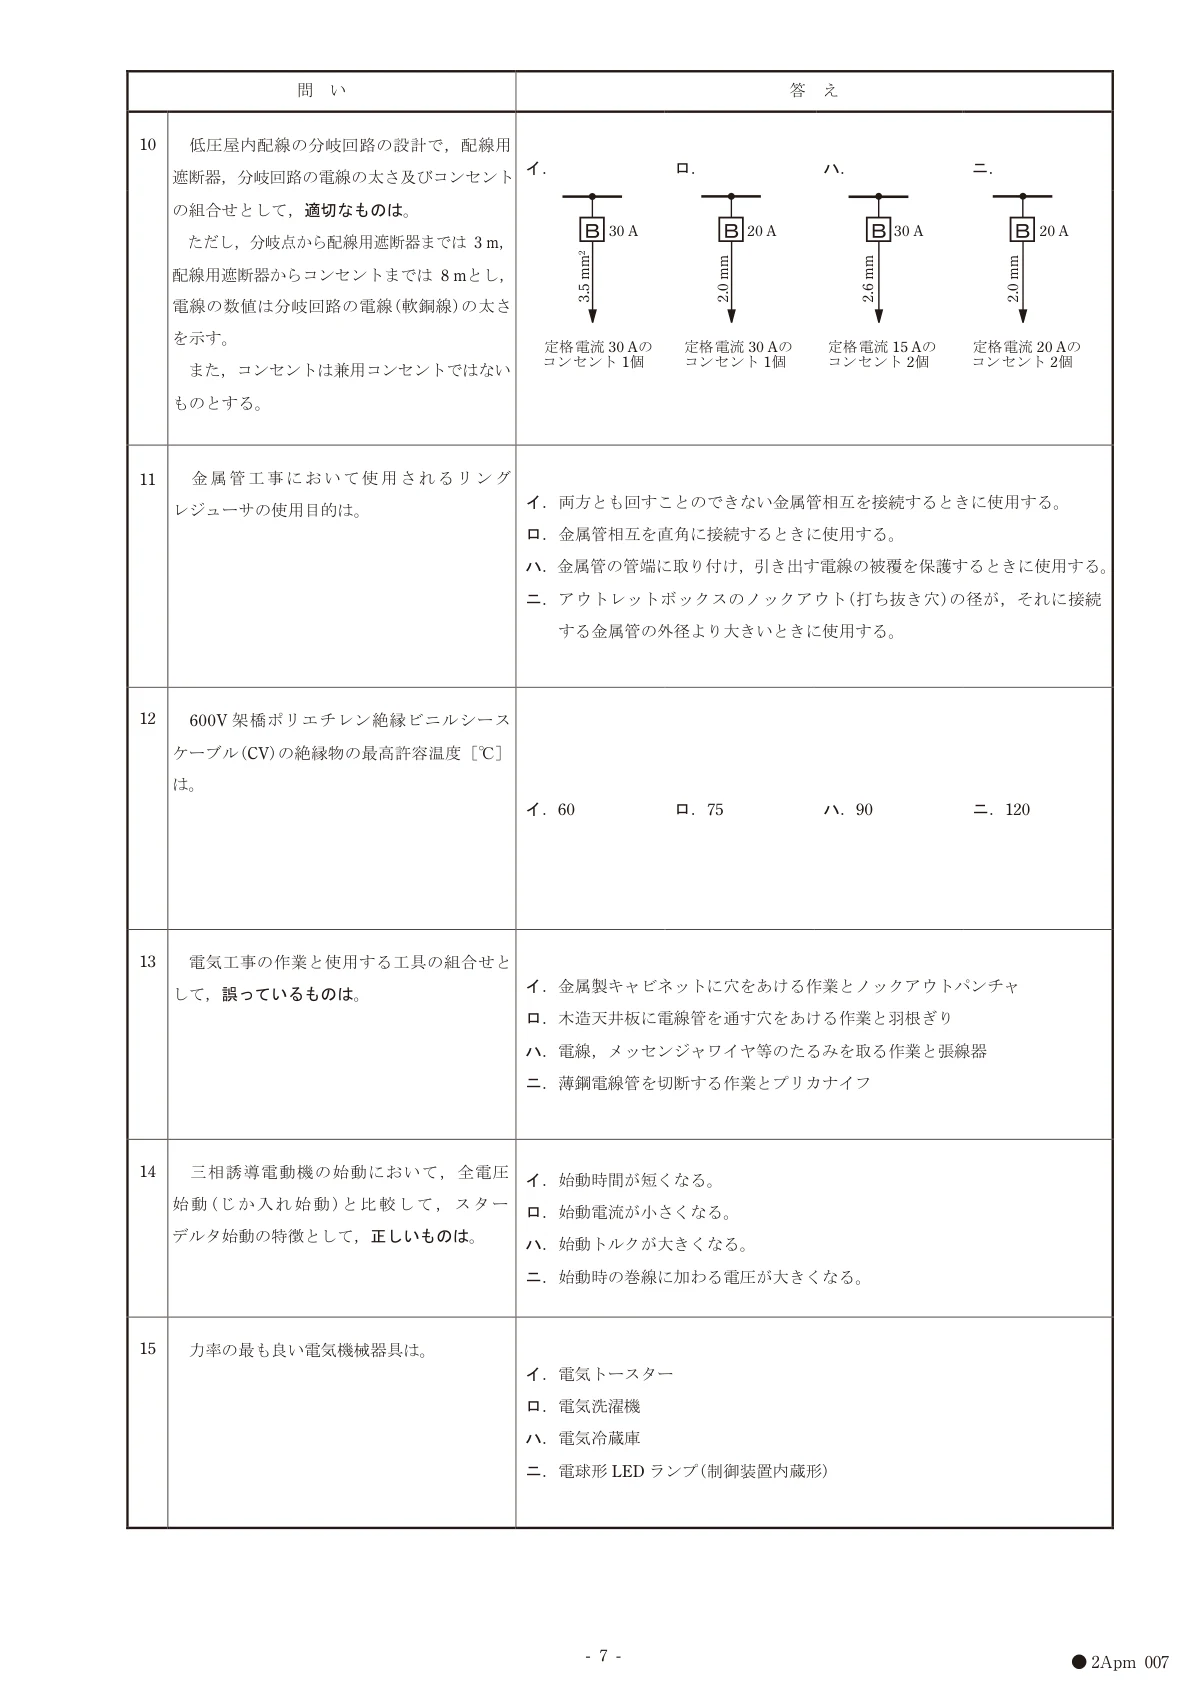 問　い
答　え
10
低圧屋内配線の分岐回路の設計で，配線用
遮断器，分岐回路の電線の太さ及びコンセント
の組合せとして，適切なものは。
ただし，分岐点から配線用遮断器までは 3 m，
配線用遮断器からコンセントまでは 8 mとし，
電線の数値は分岐回路の電線(軟銅線)の太さ
を示す。
また，コンセントは兼用コンセントではない
ものとする。
イ．
B 30 A
3.5 mm²
定格電流 30 Aの
コンセント 1個
ロ．
B 20 A
2.0 mm
定格電流 30 Aの
コンセント 1個
ハ．
B 30 A
2.6 mm
定格電流 15 Aの
コンセント 2個
ニ．
B 20 A
2.0 mm
定格電流 20 Aの
コンセント 2個
11
金属管工事において使用されるリング
レジューサの使用目的は。
イ．両方とも回すことのできない金属管相互を接続するときに使用する。
ロ．金属管相互を直角に接続するときに使用する。
ハ．金属管の管端に取り付け，引き出す電線の被覆を保護するときに使用する。
ニ．アウトレットボックスのノックアウト(打ち抜き穴)の径が，それに接続
する金属管の外径より大きいときに使用する。
12
600V 架橋ポリエチレン絶縁ビニルシース
ケーブル(CV)の絶縁物の最高許容温度［℃］
は。
イ．60　ロ．75　ハ．90　ニ．120
13
電気工事の作業と使用する工具の組合せと
して，誤っているものは。
イ．金属製キャビネットに穴をあける作業とノックアウトパンチャ
ロ．木造天井板に電線管を通す穴をあける作業と羽根ぎり
ハ．電線，メッセンジャワイヤ等のたるみを取る作業と張線器
ニ．薄鋼電線管を切断する作業とプリカナイフ
14
三相誘導電動機の始動において，全電圧
始動(じか入れ始動)と比較して，スター
デルタ始動の特徴として，正しいものは。
イ．始動時間が短くなる。
ロ．始動電流が小さくなる。
ハ．始動トルクが大きくなる。
ニ．始動時の巻線に加わる電圧が大きくなる。
15
力率の最も良い電気機械器具は。
イ．電気トースター
ロ．電気洗濯機
ハ．電気冷蔵庫
ニ．電球形 LED ランプ(制御装置内蔵形)
- 7 -
●2Apm 007